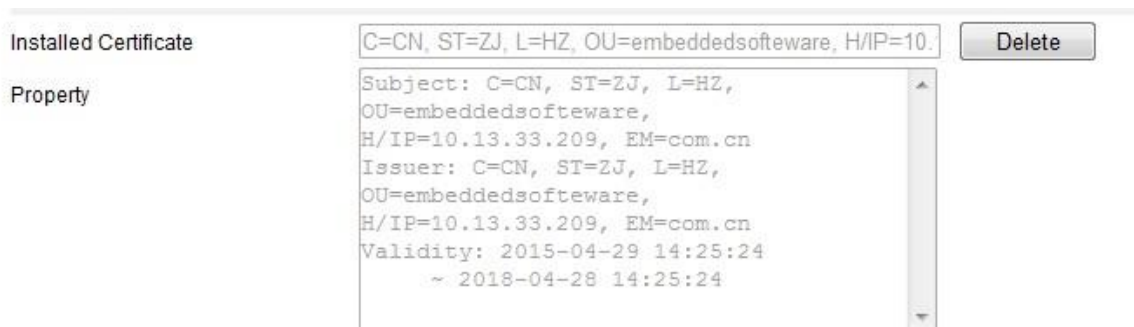 Installed Certificate
C=CN, ST=ZJ, L=HZ, OU=embeddedsofteware, H/IP=10.
Delete
Property
Subject: C=CN, ST=ZJ, L=HZ,
OU=embeddedsofteware,
H/IP=10.13.33.209, EM=com.cn
Issuer: C=CN, ST=ZJ, L=HZ,
OU=embeddedsofteware,
H/IP=10.13.33.209, EM=com.cn
Validity: 2015-04-29 14:25:24
~ 2018-04-28 14:25:24